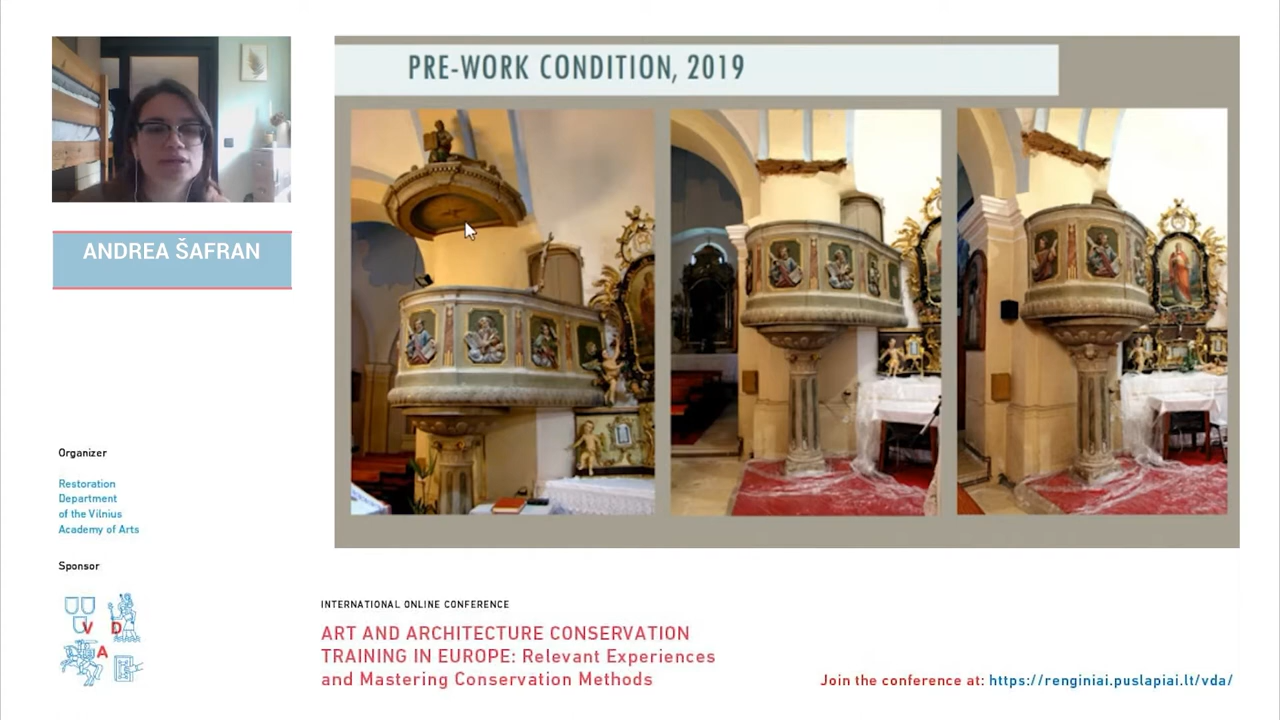 PRE-WORK CONDITION, 2019
ANDREA ŠAFRAN
Organizer
Restoration
Department
of the Vilnius
Academy of Arts
Sponsor
V D
A
INTERNATIONAL ONLINE CONFERENCE
ART AND ARCHITECTURE CONSERVATION
TRAINING IN EUROPE: Relevant Experiences
and Mastering Conservation Methods
Join the conference at: https://renginiai.puslapiai.lt/vda/